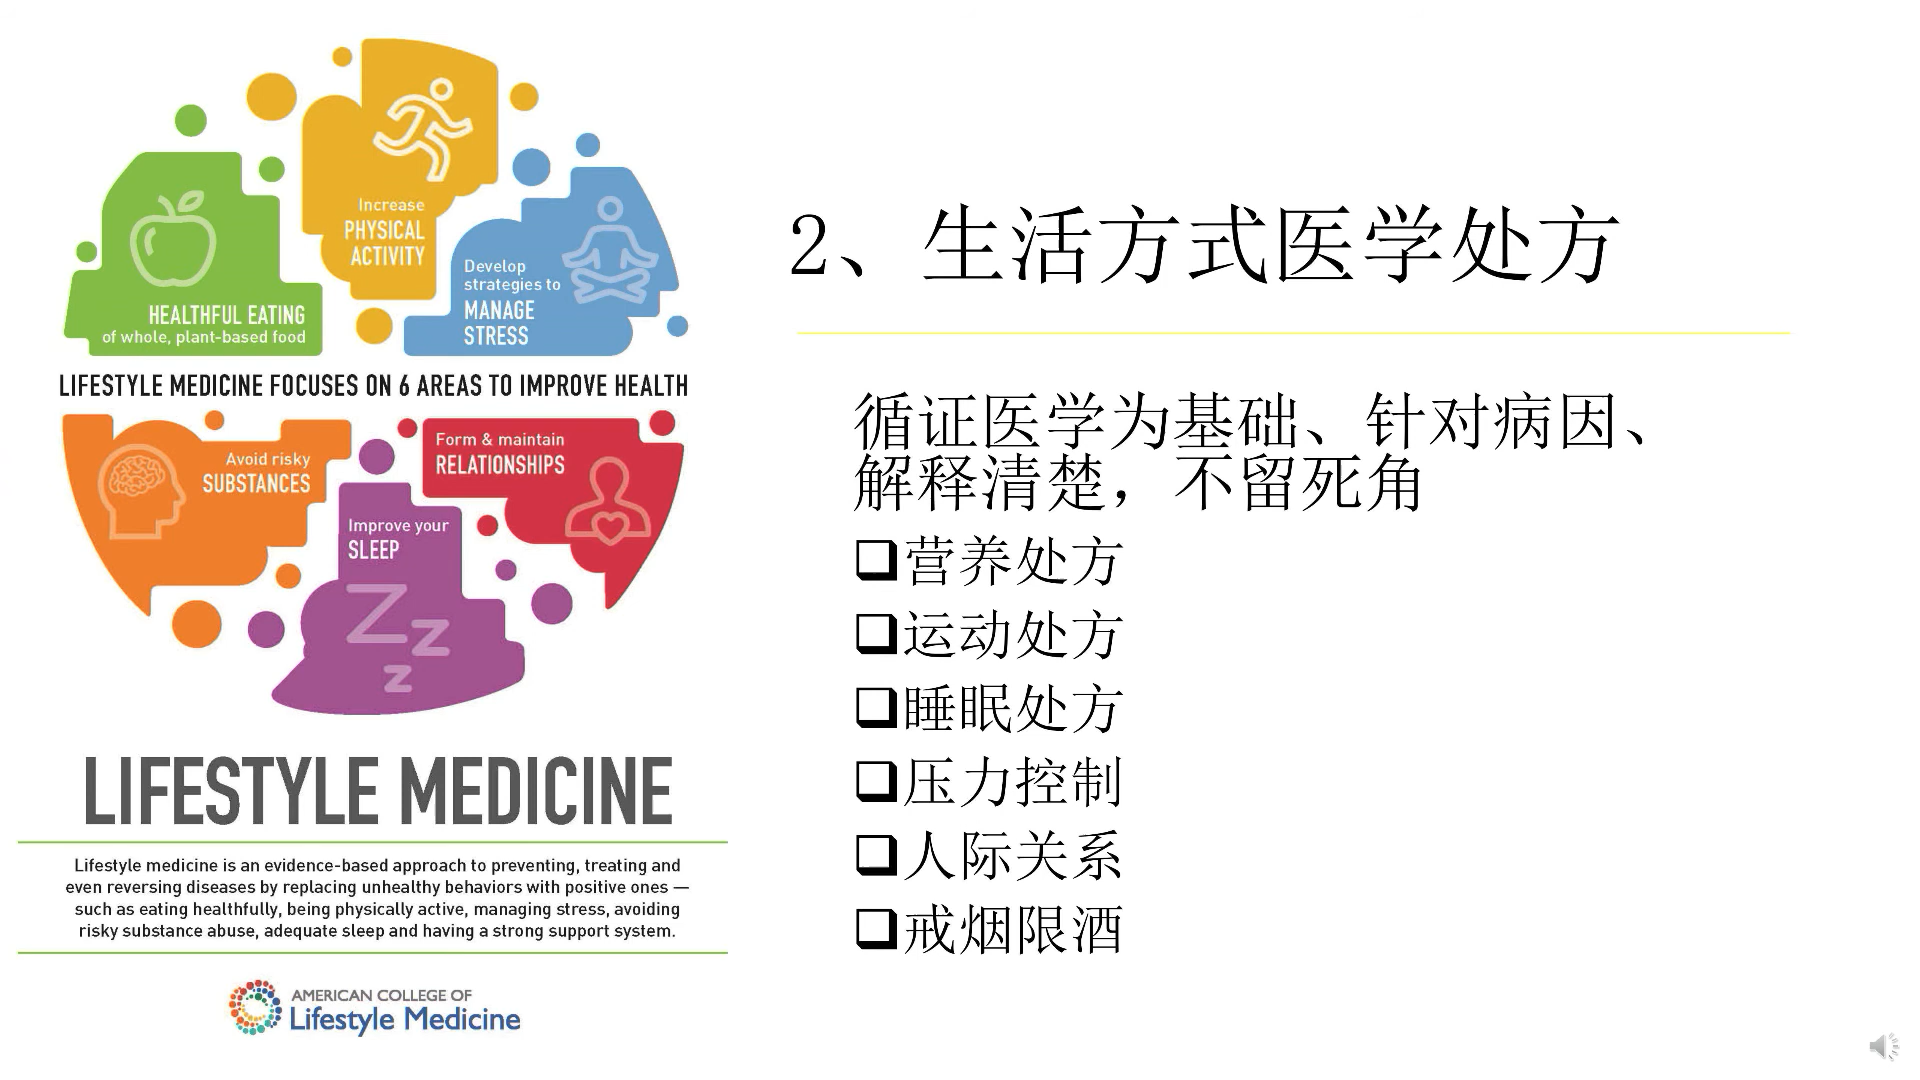 Increase
PHYSICAL
ACTIVITY
Develop
strategies to
MANAGE
STRESS
HEALTHFUL EATING
of whole, plant-based food
LIFESTYLE MEDICINE FOCUSES ON 6 AREAS TO IMPROVE HEALTH
Avoid risky
SUBSTANCES
Form & maintain
RELATIONSHIPS
Improve your
SLEEP
Z
z
z
LIFESTYLE MEDICINE
Lifestyle medicine is an evidence-based approach to preventing, treating and
even reversing diseases by replacing unhealthy behaviors with positive ones —
such as eating healthfully, being physically active, managing stress, avoiding
risky substance abuse, adequate sleep and having a strong support system.
AMERICAN COLLEGE OF
Lifestyle Medicine
2、生活方式医学处方
循证医学为基础、针对病因、
解释清楚，不留死角
❑营养处方
❑运动处方
❑睡眠处方
❑压力控制
❑人际关系
❑戒烟限酒